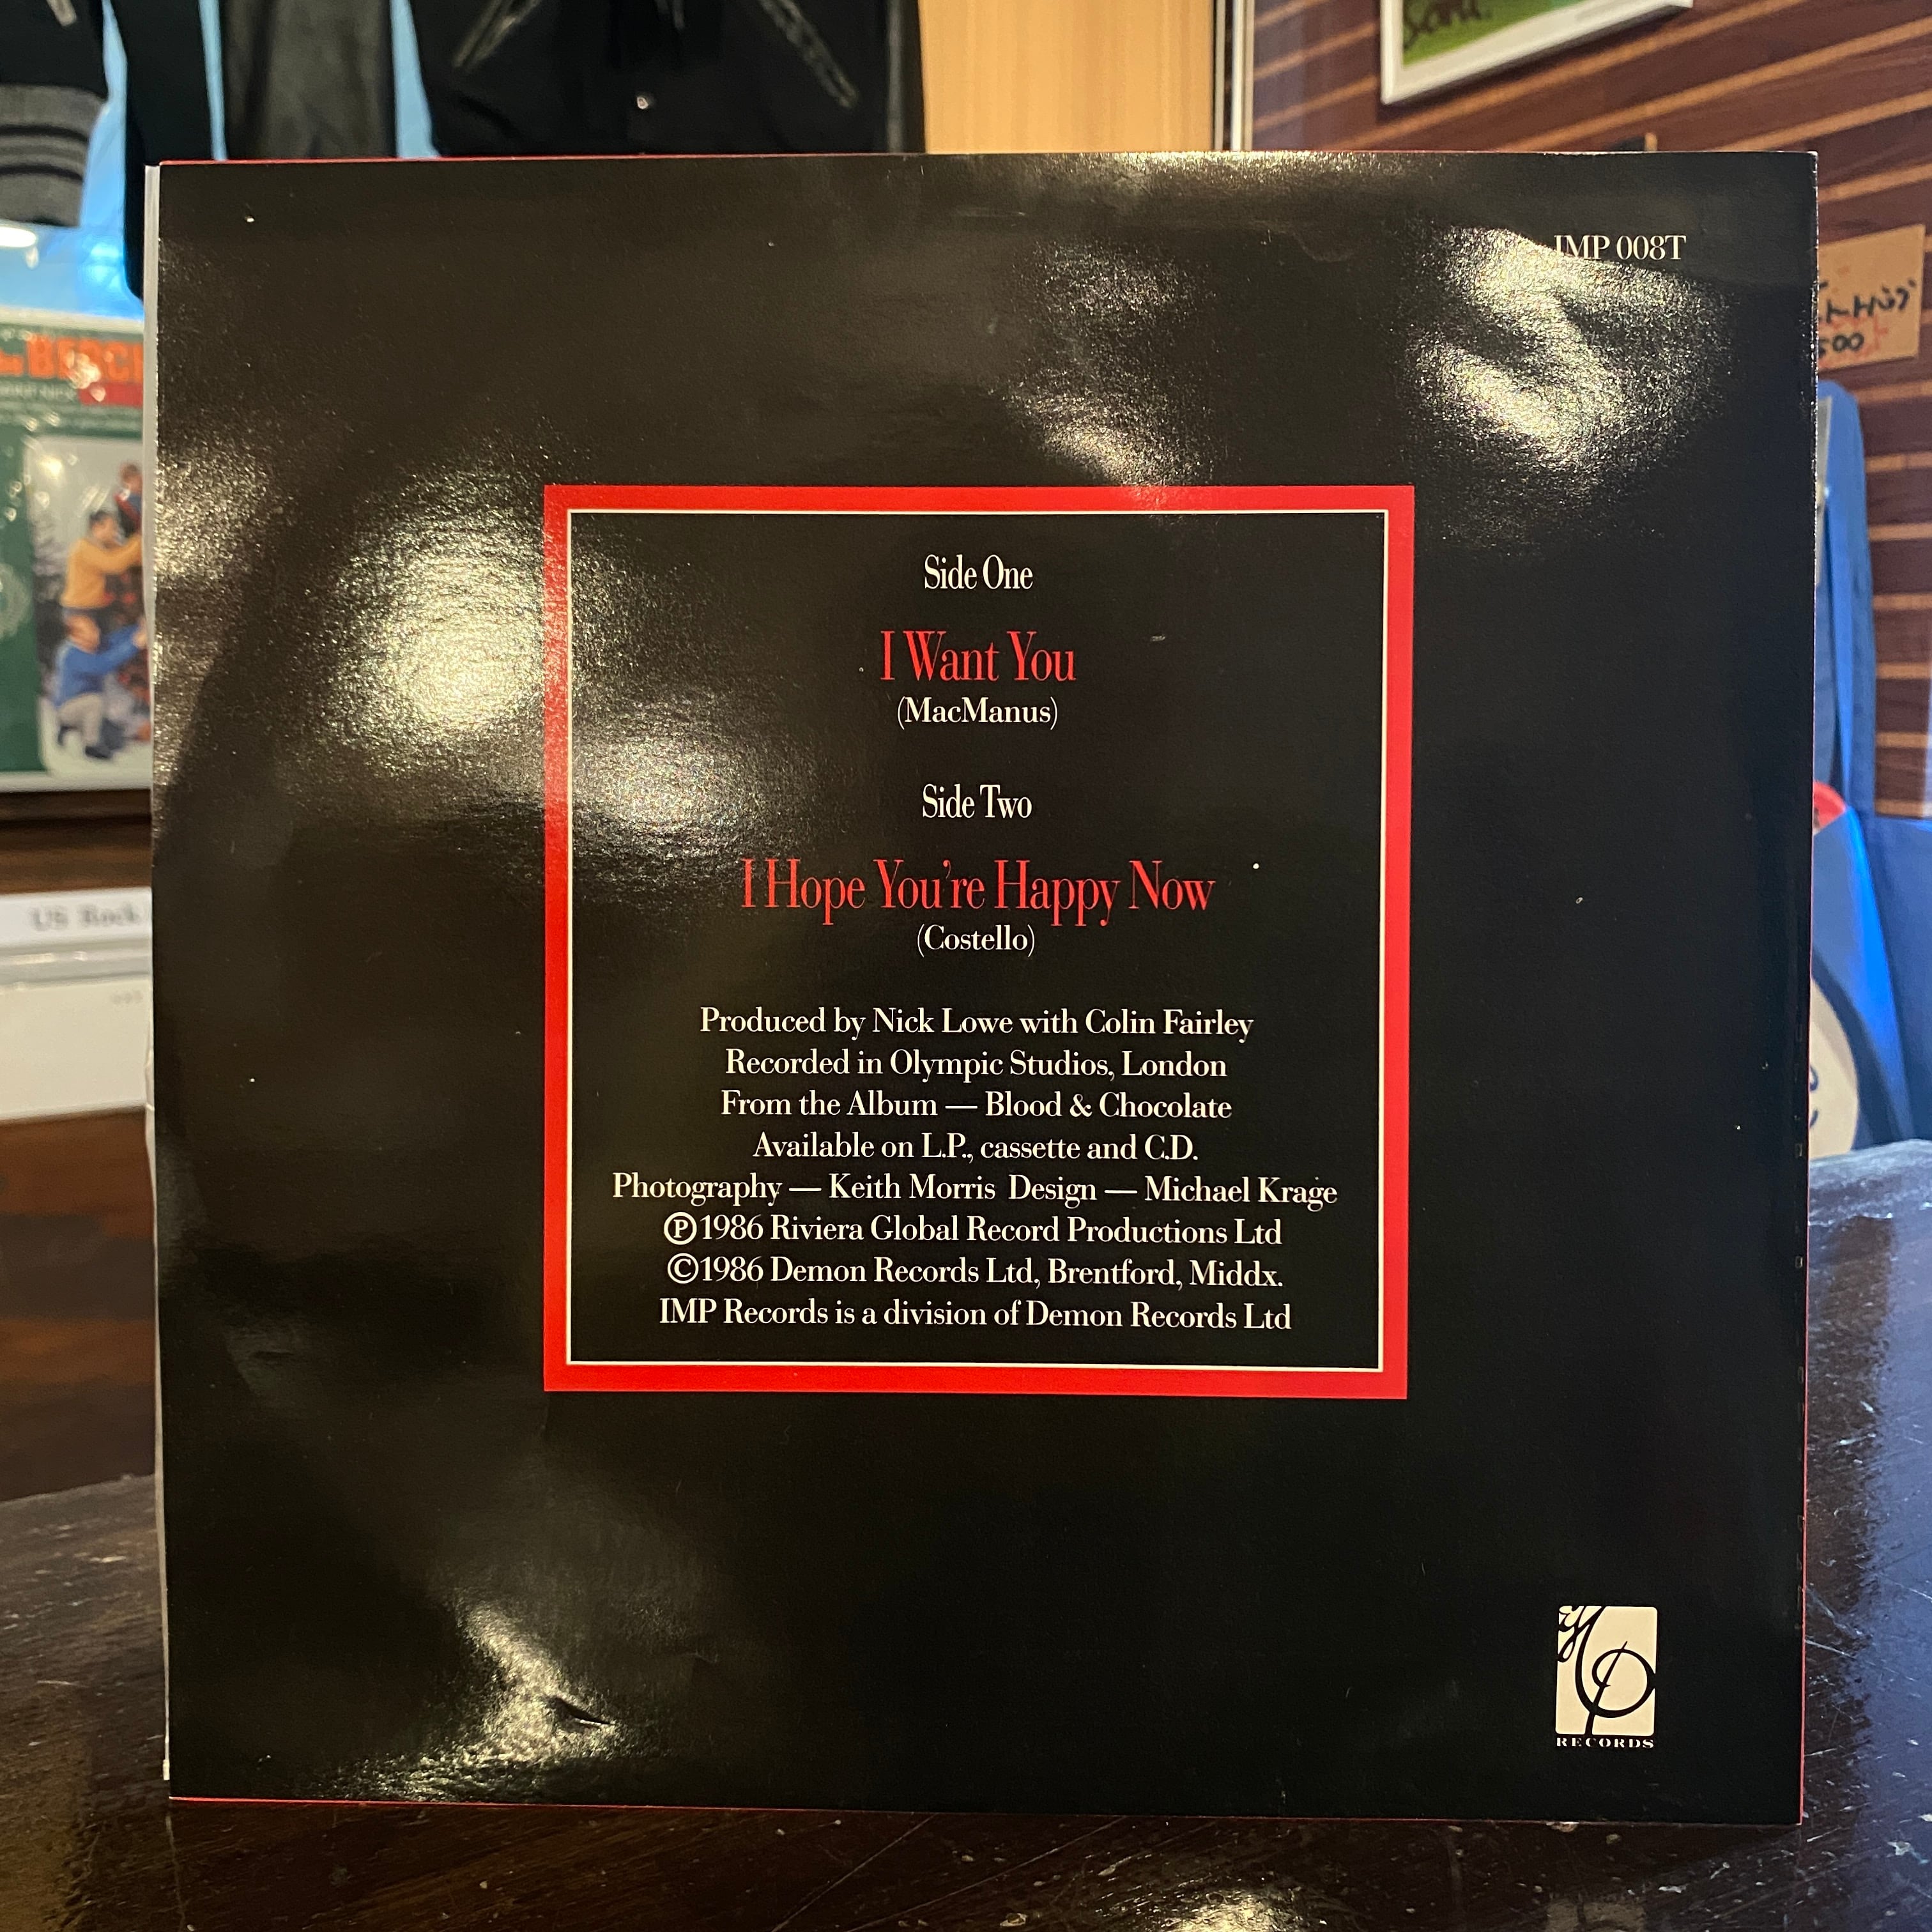 IMP 008T
Side One
I Want You
(MacManus)
Side Two
I Hope You're Happy Now
(Costello)
Produced by Nick Lowe with Colin Fairley
Recorded in Olympic Studios, London
From the Album — Blood & Chocolate
Available on L.P., cassette and C.D.
Photography — Keith Morris Design — Michael Krage
Ⓟ1986 Riviera Global Record Productions Ltd
©1986 Demon Records Ltd, Brentford, Middx.
IMP Records is a division of Demon Records Ltd
RECORDS
US Rock